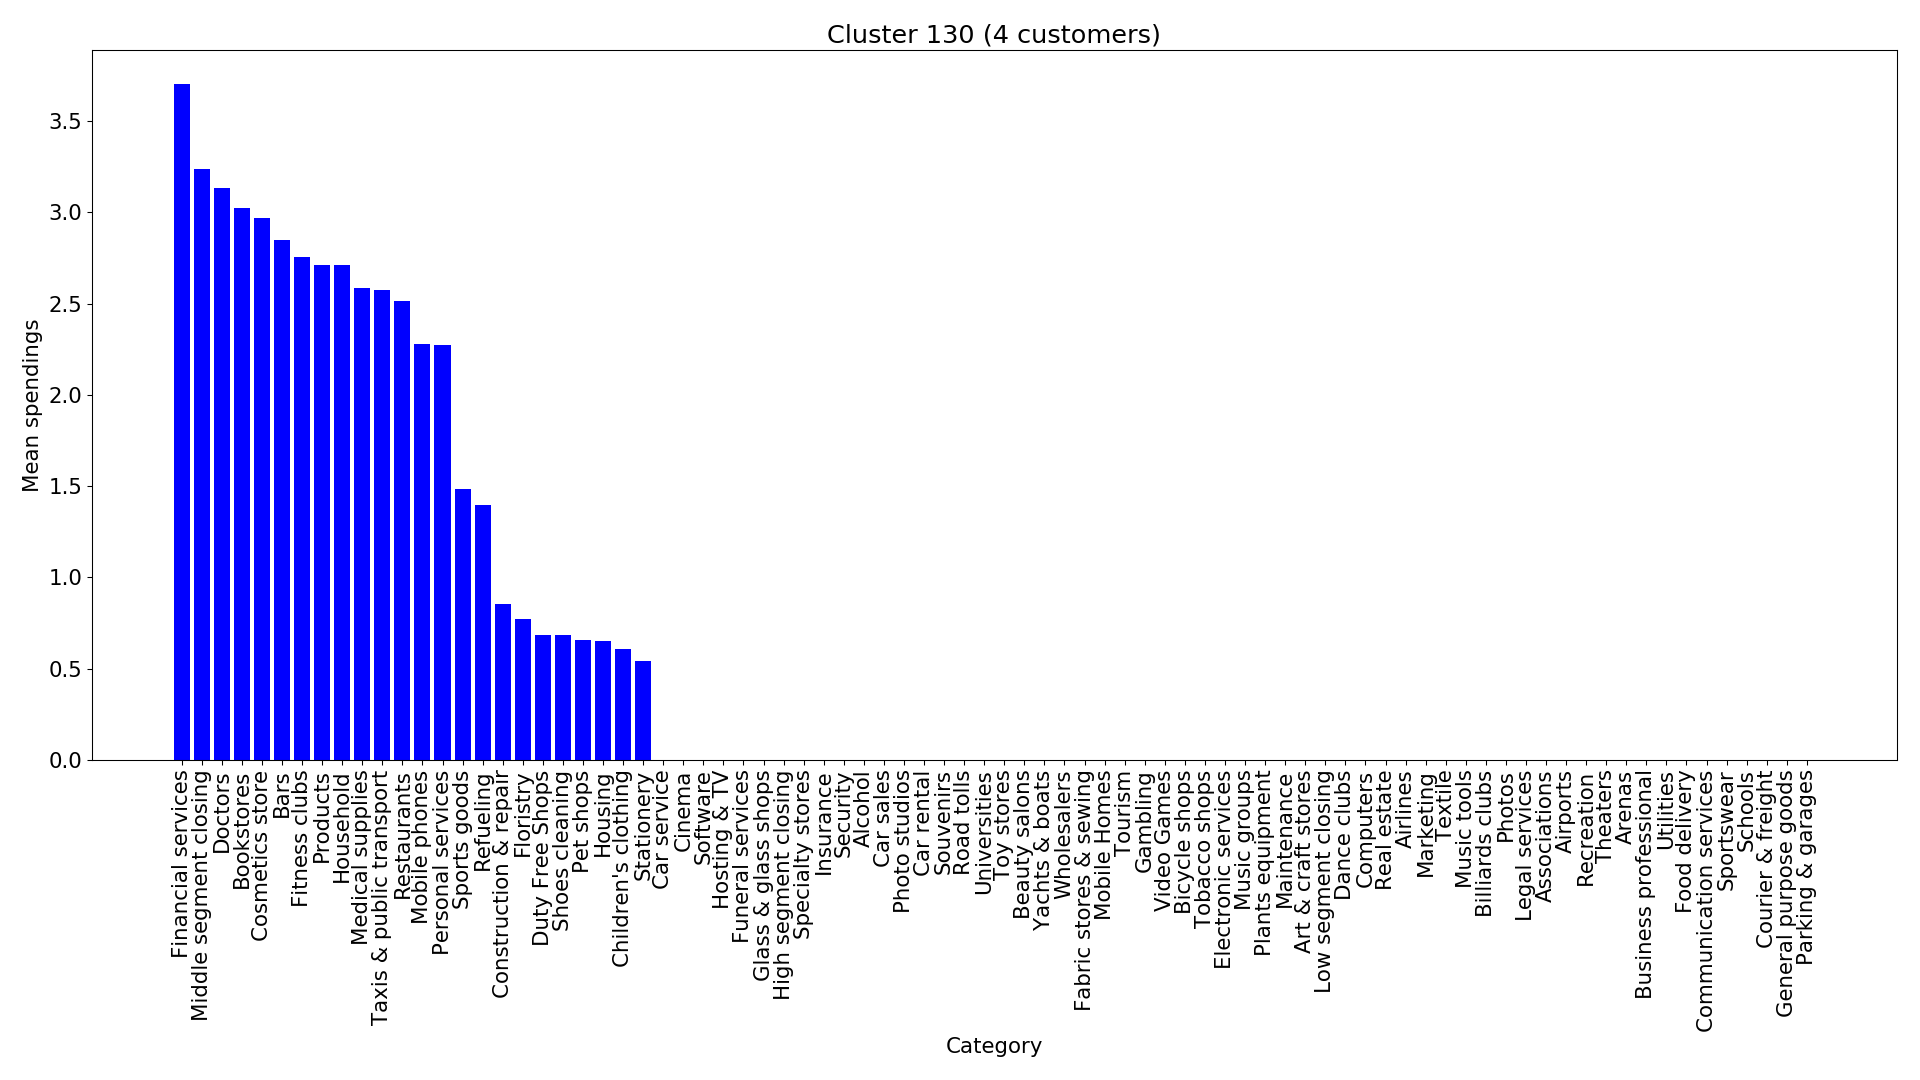 Cluster 130 (4 customers)
Mean spendings
3.5
3.0
2.5
2.0
1.5
1.0
0.5
0.0
Financial services
Middle segment closing
Doctors
Bookstores
Cosmetics store
Bars
Fitness clubs
Products
Household
Medical supplies
Taxis & public transport
Restaurants
Mobile phones
Personal services
Sports goods
Refueling
Construction & repair
Floristry
Duty Free Shops
Shoes cleaning
Pet shops
Housing
Children's clothing
Stationery
Car service
Cinema
Software
Hosting & TV
Funeral services
Glass & glass shops
High segment closing
Specialty stores
Insurance
Security
Alcohol
Car sales
Photo studios
Car rental
Souvenirs
Road tolls
Universities
Toy stores
Beauty salons
Yachts & boats
Wholesalers
Fabric stores & sewing
Mobile Homes
Tourism
Gambling
Video Games
Bicycle shops
Tobacco shops
Electronic services
Music groups
Plants equipment
Maintenance
Art & craft stores
Low segment closing
Dance clubs
Computers
Real estate
Airlines
Marketing
Textile
Music tools
Billiards clubs
Photos
Legal services
Associations
Airports
Recreation
Theaters
Arenas
Business professional
Utilities
Food delivery
Communication services
Sportswear
Schools
Courier & freight
General purpose goods
Parking & garages
Category